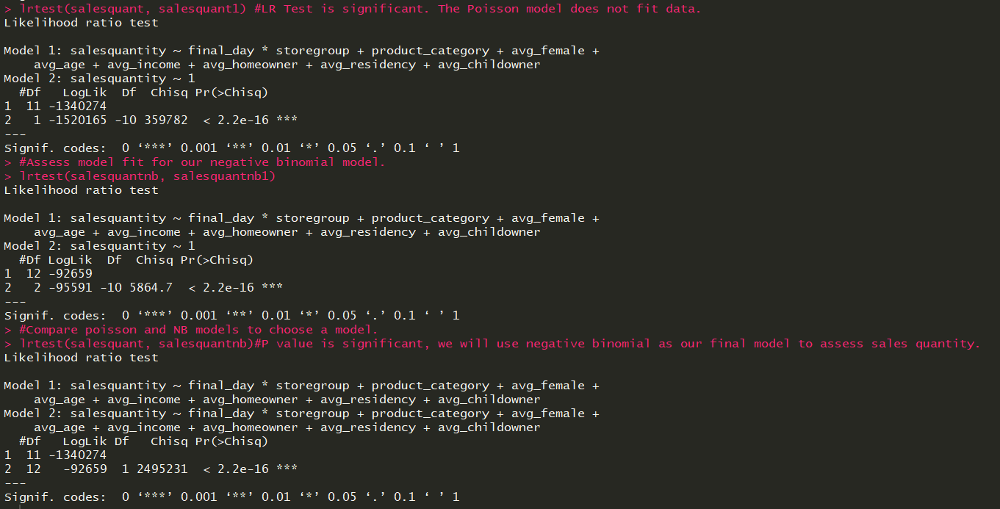 > lrtest(salesquant, salesquant1) #LR Test is significant. The Poisson model does not fit data.
Likelihood ratio test

Model 1: salesquantity ~ final_day * storegroup + product_category + avg_female +
    avg_age + avg_income + avg_homeowner + avg_residency + avg_childowner
Model 2: salesquantity ~ 1
  #Df   LogLik  Df  Chisq Pr(>Chisq)
1  11 -1340274
2   1 -1520165 -10 359782  < 2.2e-16 ***
---
Signif. codes:  0 ‘***’ 0.001 ‘**’ 0.01 ‘*’ 0.05 ‘.’ 0.1 ‘ ’ 1
> #Assess model fit for our negative binomial model.
> lrtest(salesquantnb, salesquantnb1)
Likelihood ratio test

Model 1: salesquantity ~ final_day * storegroup + product_category + avg_female +
    avg_age + avg_income + avg_homeowner + avg_residency + avg_childowner
Model 2: salesquantity ~ 1
  #Df LogLik  Df  Chisq Pr(>Chisq)
1  12 -92659
2   2 -95591 -10 5864.7  < 2.2e-16 ***
---
Signif. codes:  0 ‘***’ 0.001 ‘**’ 0.01 ‘*’ 0.05 ‘.’ 0.1 ‘ ’ 1
> #Compare poisson and NB models to choose a model.
> lrtest(salesquant, salesquantnb)#P value is significant, we will use negative binomial as our final model to assess sales quantity.
Likelihood ratio test

Model 1: salesquantity ~ final_day * storegroup + product_category + avg_female +
    avg_age + avg_income + avg_homeowner + avg_residency + avg_childowner
Model 2: salesquantity ~ final_day * storegroup + product_category + avg_female +
    avg_age + avg_income + avg_homeowner + avg_residency + avg_childowner
  #Df   LogLik Df   Chisq Pr(>Chisq)
1  11 -1340274
2  12   -92659  1 2495231  < 2.2e-16 ***
---
Signif. codes:  0 ‘***’ 0.001 ‘**’ 0.01 ‘*’ 0.05 ‘.’ 0.1 ‘ ’ 1